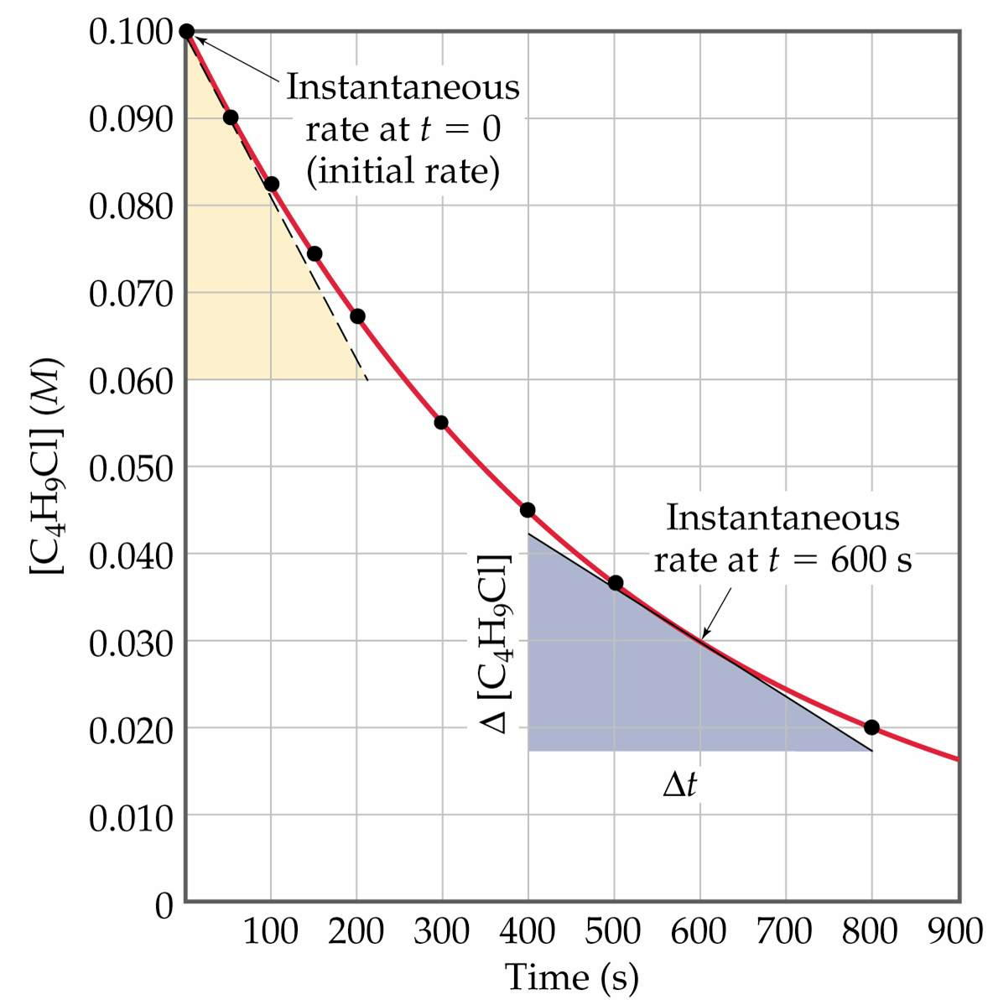 0.100
0.090
0.080
0.070
0.060
0.050
0.040
0.030
0.020
0.010
0
[C₄H₉Cl] (M)
Instantaneous
rate at t = 0
(initial rate)
Instantaneous
rate at t = 600 s
Δ [C₄H₉Cl]
Δt
100 200 300 400 500 600 700 800 900
Time (s)